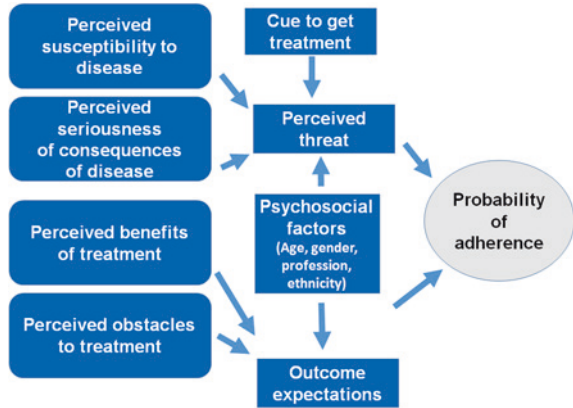 Perceived
susceptibility to
disease
Cue to get
treatment
Perceived
seriousness
of consequences
of disease
Perceived
threat
Psychosocial
factors
(Age, gender,
profession,
ethnicity)
Probability
of
adherence
Perceived benefits
of treatment
Perceived obstacles
to treatment
Outcome
expectations